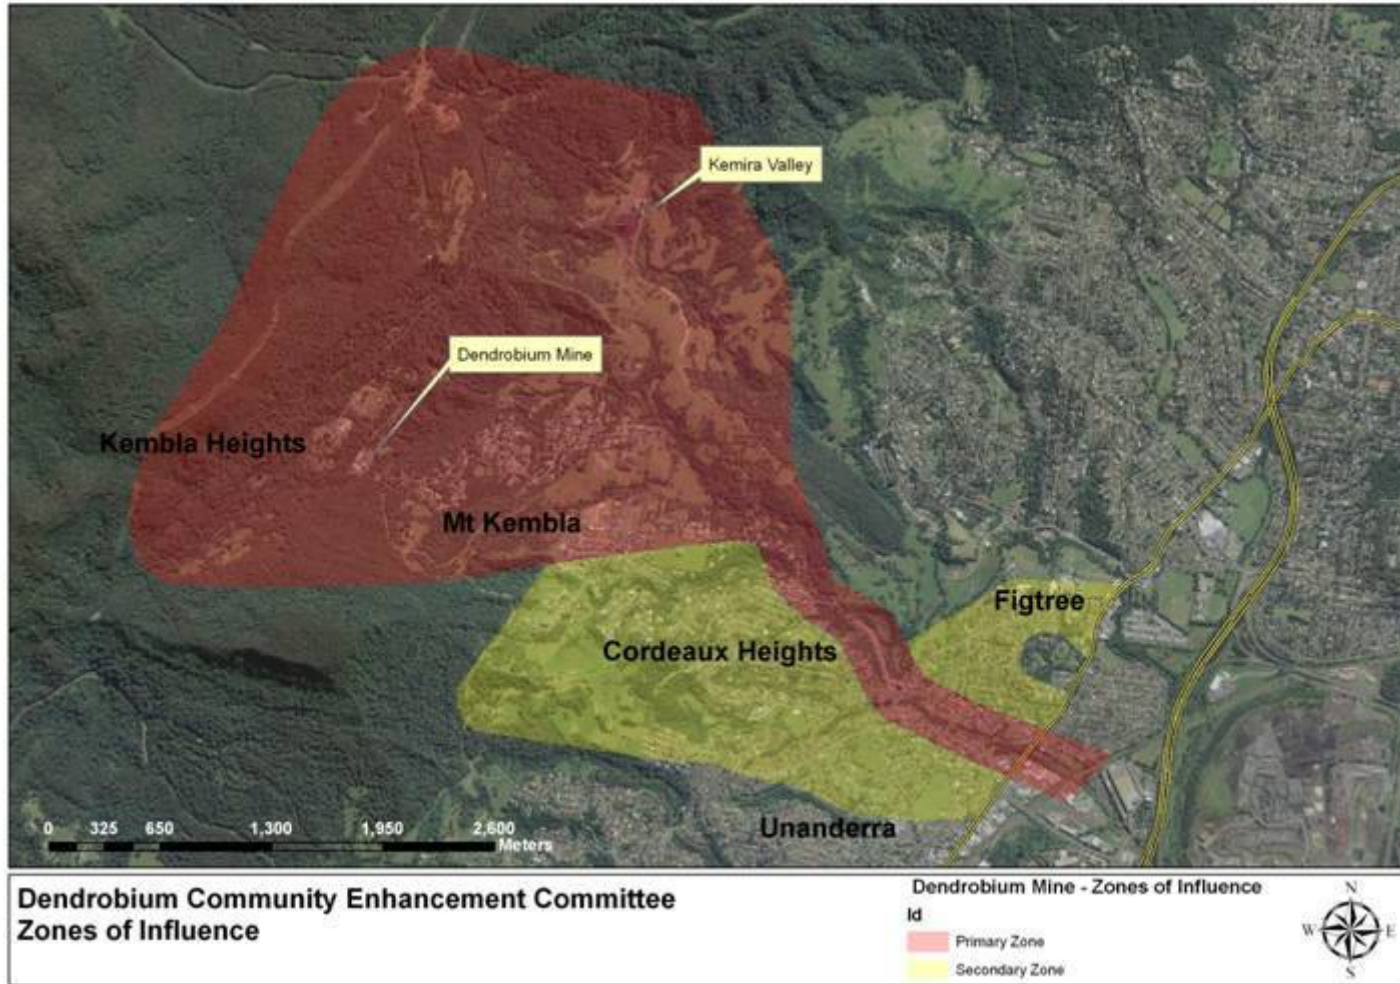 Kemira Valley
Dendrobium Mine
Kembla Heights
Mt Kembla
Figtree
Cordeaux Heights
Unanderra
0 325 650 1,300 1,950 2,600
Meters
Dendrobium Community Enhancement Committee
Zones of Influence
Dendrobium Mine - Zones of Influence
Id
Primary Zone
Secondary Zone
N
W E
S